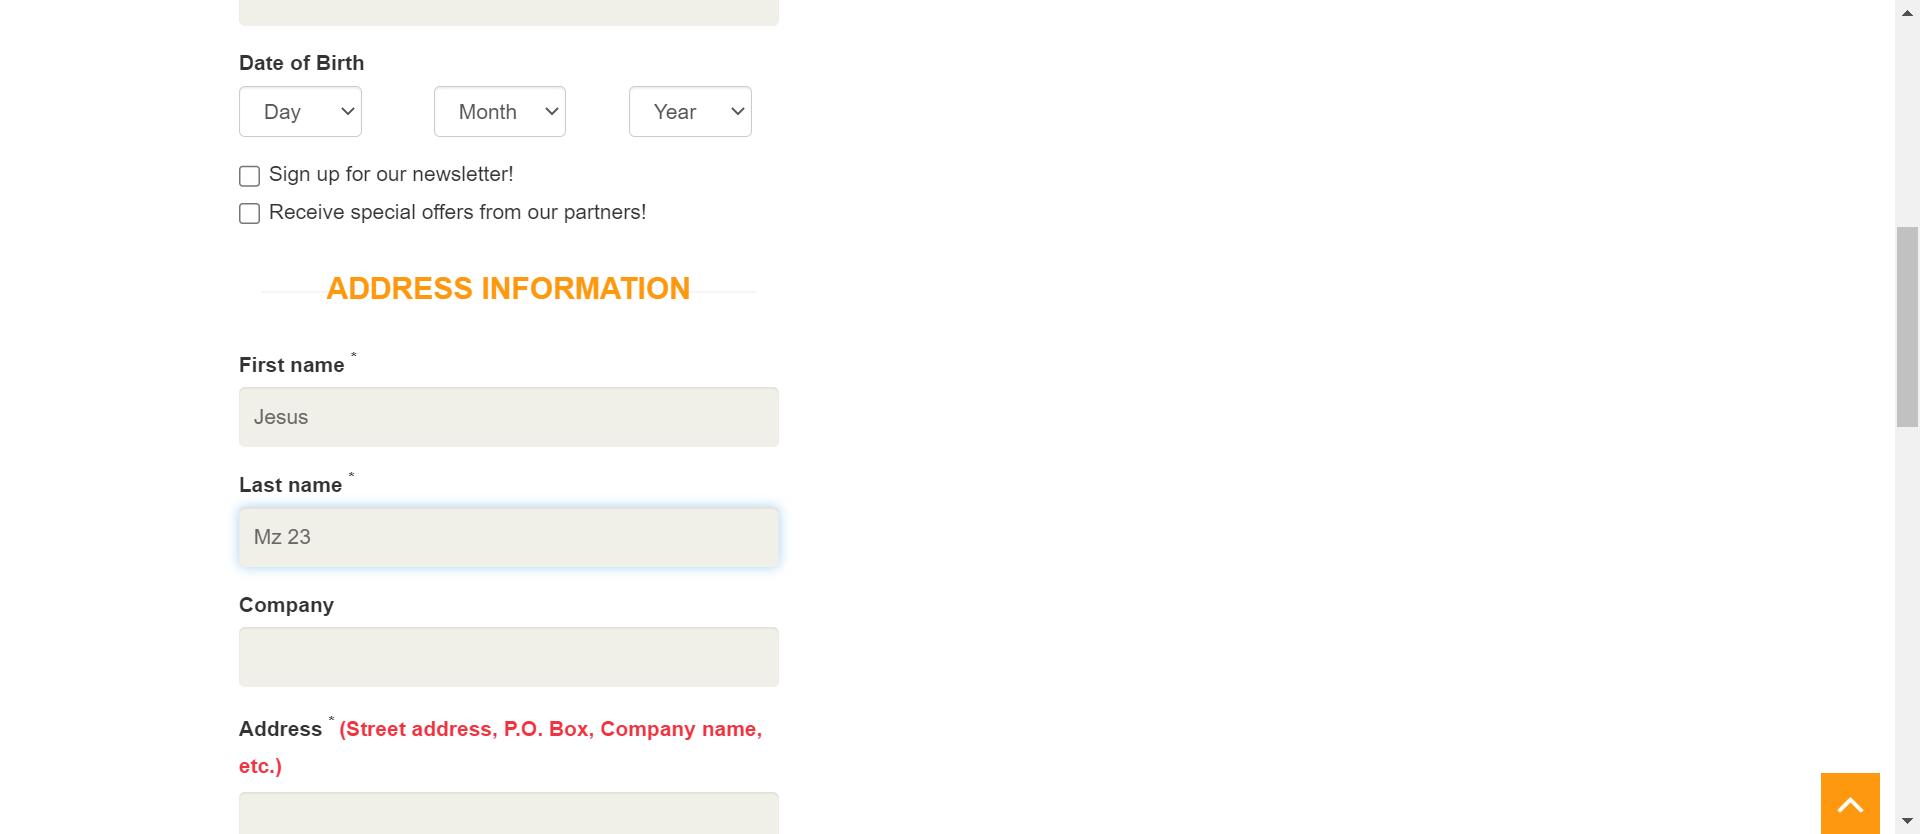 Date of Birth
Day Month Year
Sign up for our newsletter!
Receive special offers from our partners!
ADDRESS INFORMATION
First name *
Jesus
Last name *
Mz 23
Company
Address * (Street address, P.O. Box, Company name,
etc.)